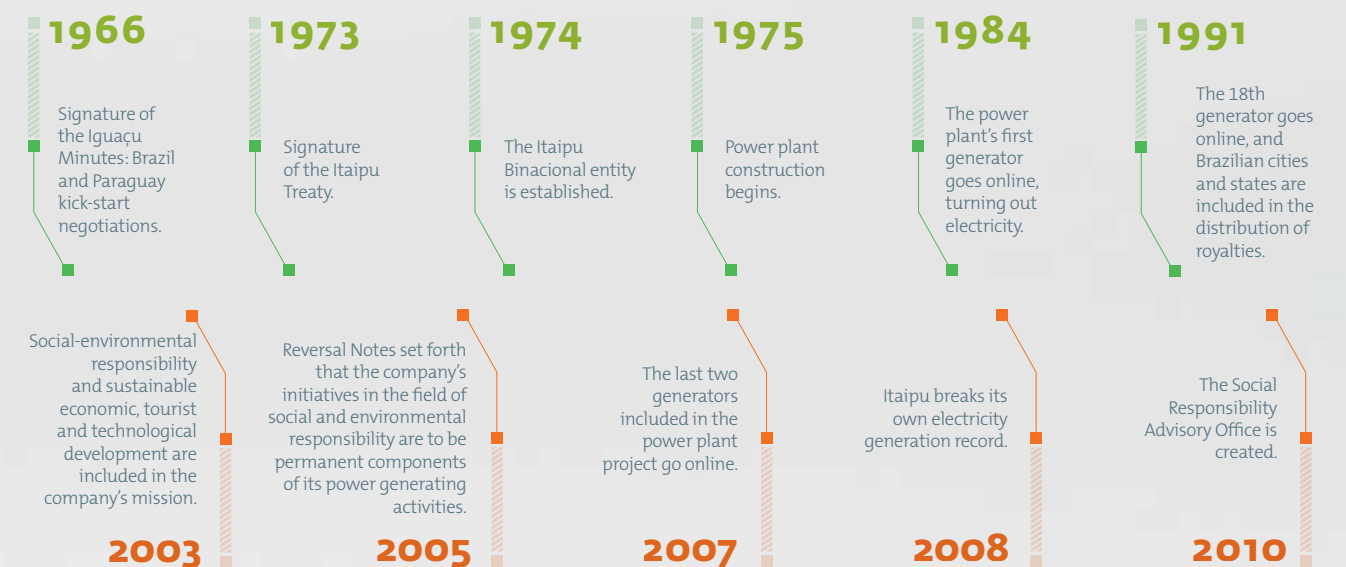 1966
Signature of
the Iguaçu
Minutes: Brazil
and Paraguay
kick-start
negotiations.
1973
Signature
of the Itaipu
Treaty.
1974
The Itaipu
Binacional entity
is established.
1975
Power plant
construction
begins.
1984
The power
plant's first
generator
goes online,
turning out
electricity.
1991
The 18th
generator goes
online, and
Brazilian cities
and states are
included in the
distribution of
royalties.
Social-environmental
responsibility
and sustainable
economic, tourist
and technological
development are
included in the
company's mission.
2003
Reversal Notes set forth
that the company's
initiatives in the field of
social and environmental
responsibility are to be
permanent components
of its power generating
activities.
2005
The last two
generators
included in the
power plant
project go online.
2007
Itaipu breaks its
own electricity
generation record.
2008
The Social
Responsibility
Advisory Office is
created.
2010